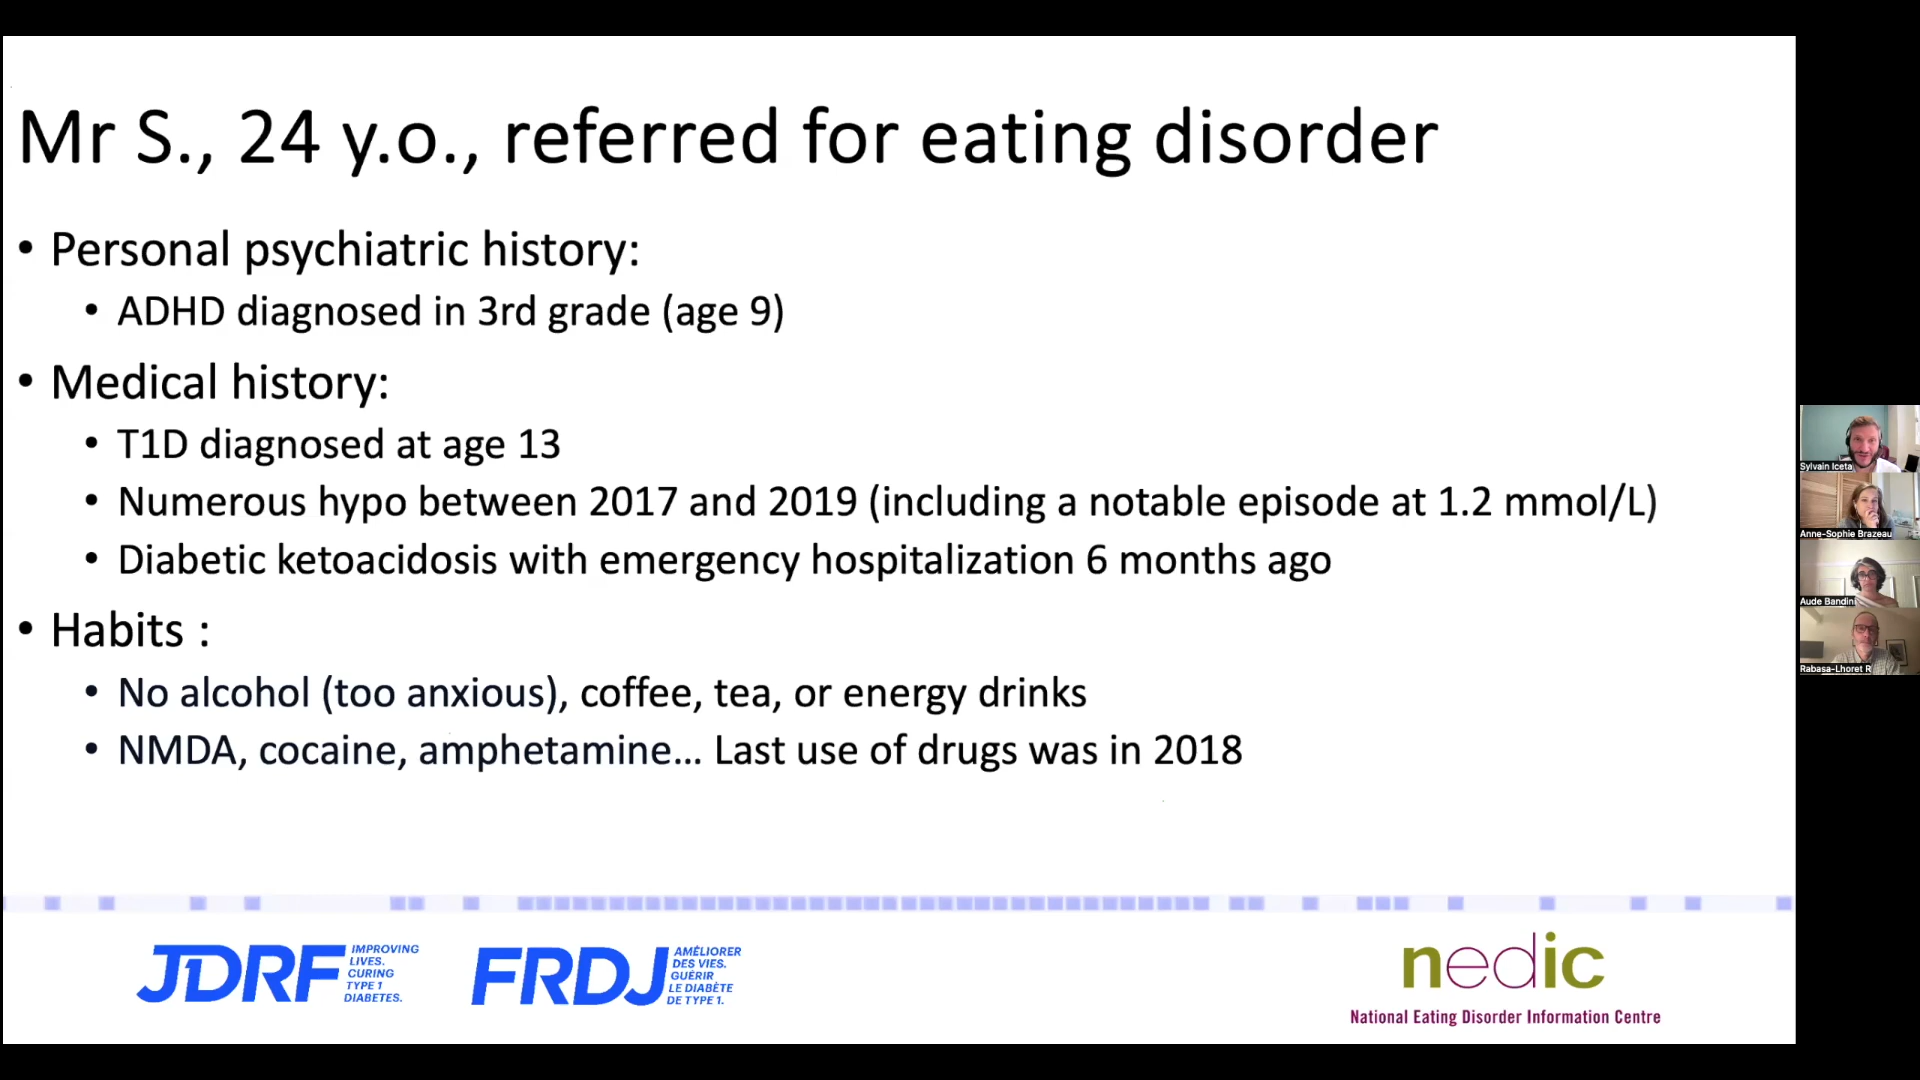 Mr S., 24 y.o., referred for eating disorder
• Personal psychiatric history:
• ADHD diagnosed in 3rd grade (age 9)
• Medical history:
• T1D diagnosed at age 13
• Numerous hypo between 2017 and 2019 (including a notable episode at 1.2 mmol/L)
• Diabetic ketoacidosis with emergency hospitalization 6 months ago
• Habits :
• No alcohol (too anxious), coffee, tea, or energy drinks
• NMDA, cocaine, amphetamine... Last use of drugs was in 2018
Sylvain Iceta
Anne-Sophie Brazeau
Aude Bandini
Rabasa-Lhoret R
JDRF
IMPROVING
LIVES.
CURING
TYPE 1
DIABETES.
FRDJ
AMÉLIORER
DES VIES.
GUÉRIR
LE DIABÈTE
DE TYPE 1.
nedic
National Eating Disorder Information Centre